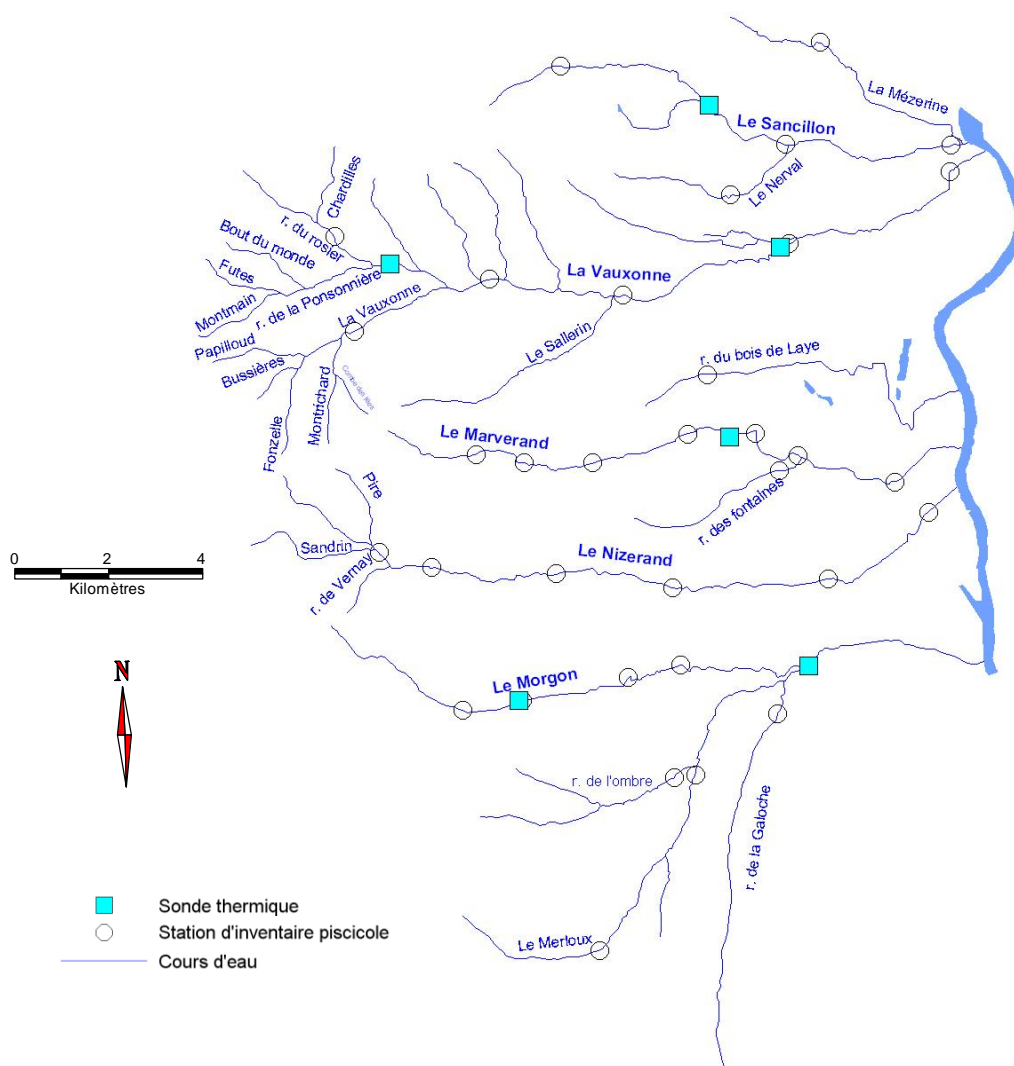 La Mézerine
Le Sancillon
Le Nerval
Chardilles
r. du rosier
Bout du monde
Futes
Montmain
r. de la Ponsonnière
La Vauxonne
La Vauxonne
Papilloud
Bussières
Le Sallerin
r. du bois de Laye
Montrichard
Fonzelle
Le Marverand
Pire
r. des fontaines
Sandrin
Le Nizerand
r. de Vernay
0 2 4
Kilomètres
N
Le Morgon
r. de l'ombre
r. de la Galoche
Le Merloux
Sonde thermique
Station d'inventaire piscicole
Cours d'eau